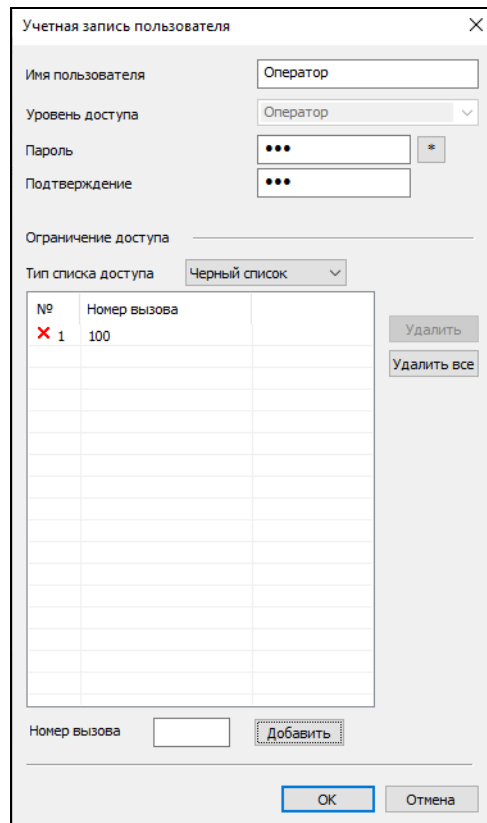 Учетная запись пользователя
Имя пользователя Оператор
Уровень доступа Оператор
Пароль ●●● *
Подтверждение ●●●
Ограничение доступа
Тип списка доступа Черный список
№ Номер вызова
1 100
Удалить
Удалить все
Номер вызова Добавить
OK Отмена